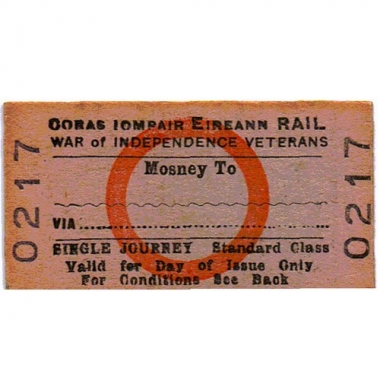 CORAS IOMPAIR EIREANN RAIL
WAR of INDEPENDENCE VETERANS
Mosney To
VIA
SINGLE JOURNEY Standard Class
Valid for Day of Issue Only
For Conditions See Back
0217
0217